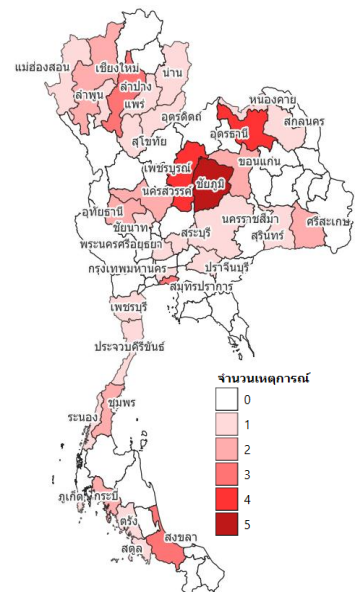 แม่ฮ่องสอน
เชียงใหม่
น่าน
ลำปาง
ลำพูน
แพร่
อุตรดิตถ์
หนองคาย
สุโขทัย
อุดรธานี
สกลนคร
เพชรบูรณ์
ขอนแก่น
ชัยภูมิ
นครสวรรค์
อุทัยธานี
ชัยนาท
นครราชสีมา
ศรีสะเกษ
สระบุรี
สุรินทร์
พระนครศรีอยุธยา
กรุงเทพมหานคร
ปราจีนบุรี
สมุทรปราการ
เพชรบุรี
ประจวบคีรีขันธ์
จำนวนเหตุการณ์
0
1
2
3
4
5
ชุมพร
ระนอง
ภูเก็ต
กระบี่
ตรัง
สงขลา
สตูล